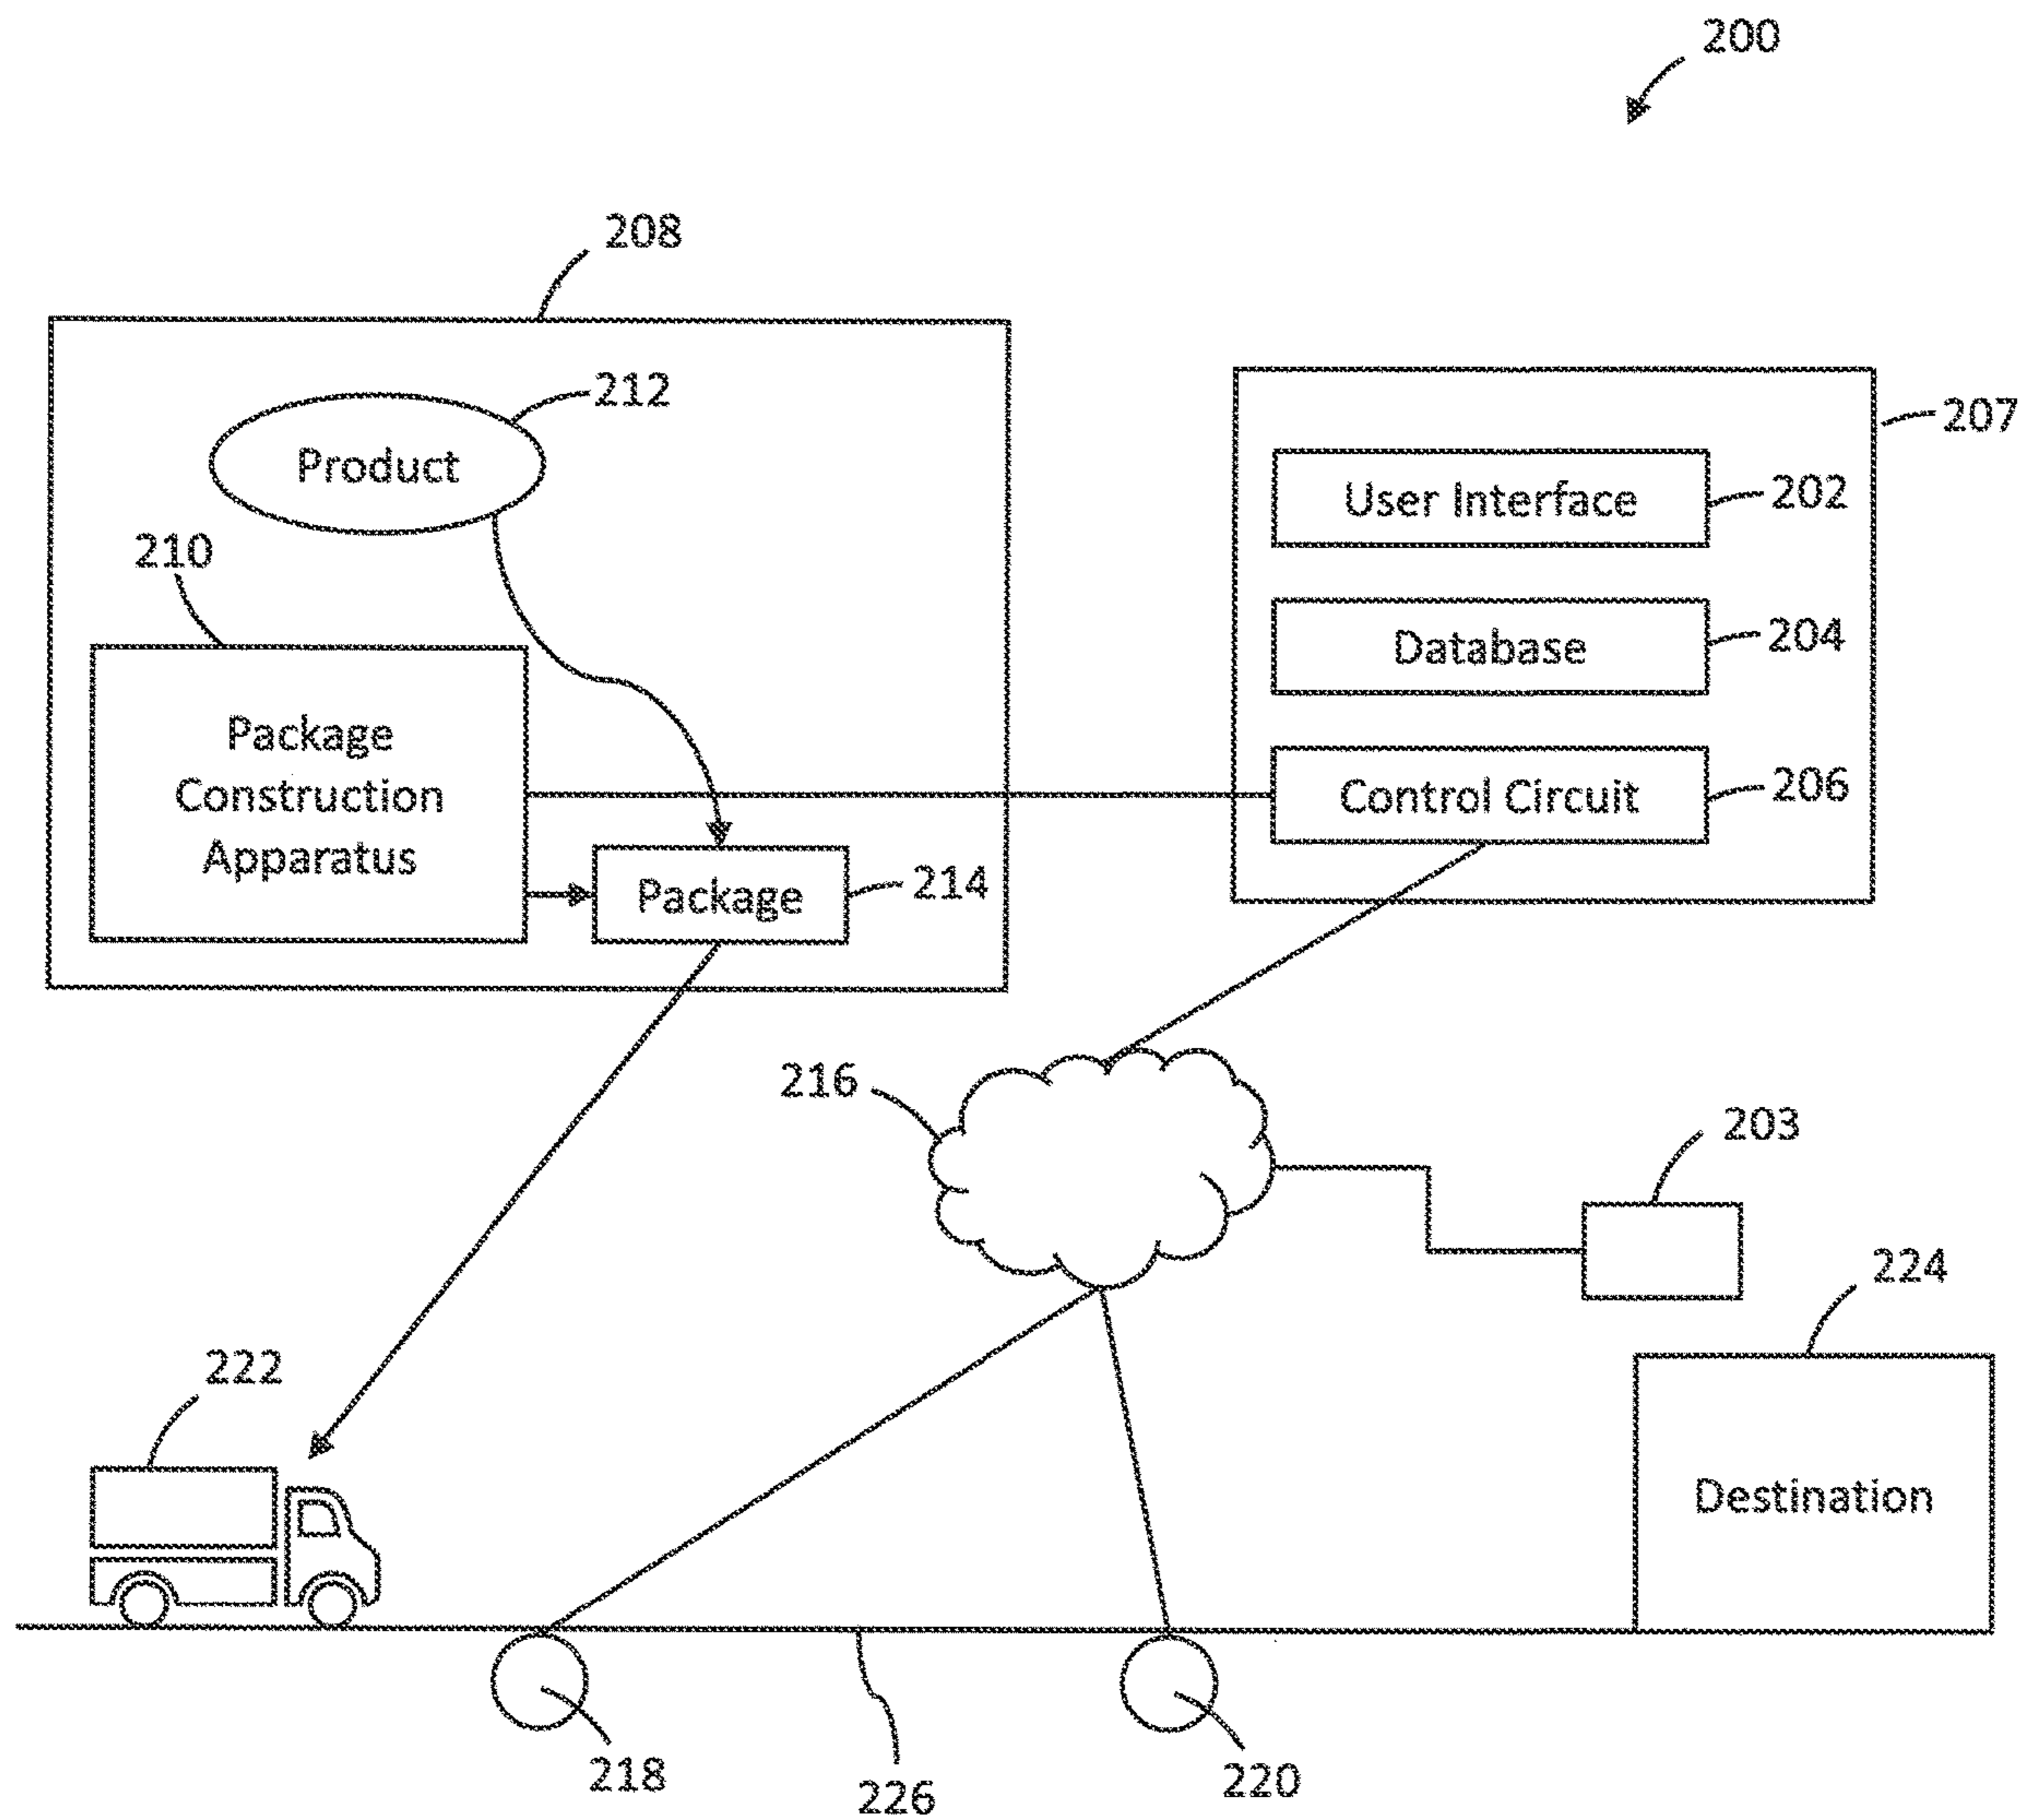 200
208
212
Product
210
Package
Construction
Apparatus
Package
214
207
User Interface
202
Database
204
Control Circuit
206
216
203
224
222
Destination
218
226
220